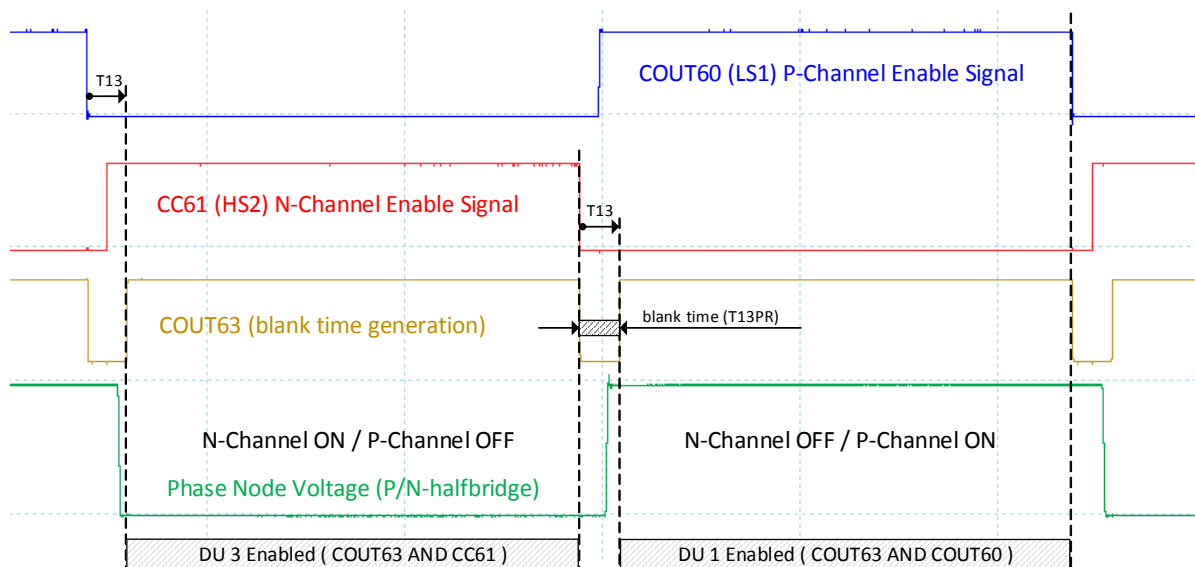 T13
COUT60 (LS1) P-Channel Enable Signal
CC61 (HS2) N-Channel Enable Signal
T13
COUT63 (blank time generation)
blank time (T13PR)
N-Channel ON / P-Channel OFF
N-Channel OFF / P-Channel ON
Phase Node Voltage (P/N-halfbridge)
DU 3 Enabled ( COUT63 AND CC61 )
DU 1 Enabled ( COUT63 AND COUT60 )